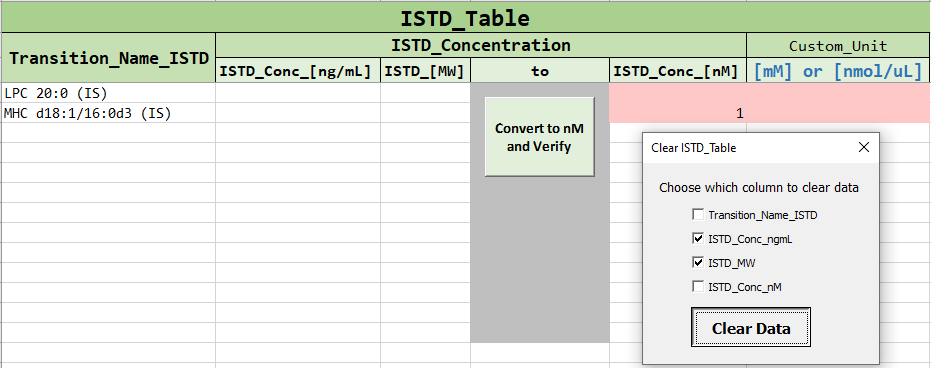 ISTD_Table
Transition_Name_ISTD
ISTD_Concentration
Custom_Unit
ISTD_Conc_[ng/mL]
ISTD_[MW]
to
ISTD_Conc_[nM]
[mM] or [nmol/uL]
LPC 20:0 (IS)
MHC d18:1/16:0d3 (IS)
1
Convert to nM
and Verify
Clear ISTD_Table
Choose which column to clear data
Transition_Name_ISTD
ISTD_Conc_ngmL
ISTD_MW
ISTD_Conc_nM
Clear Data